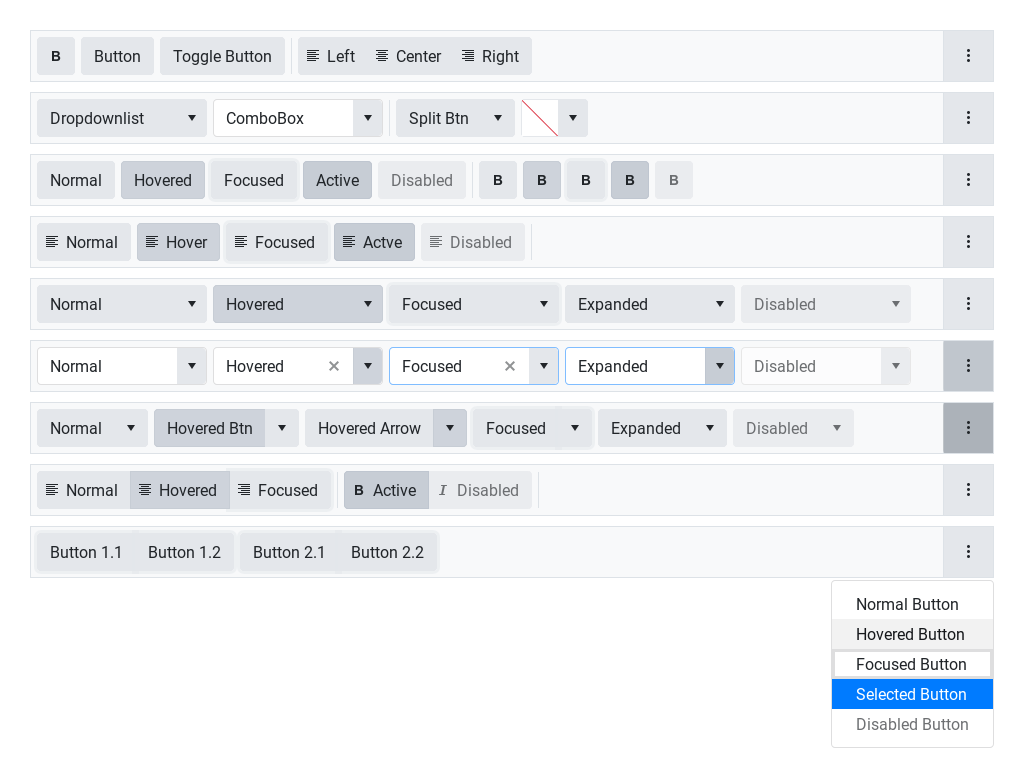 B Button Toggle Button Left Center Right
Dropdownlist ComboBox Split Btn
Normal Hovered Focused Active Disabled B B B B B
Normal Hover Focused Actve Disabled
Normal Hovered Focused Expanded Disabled
Normal Hovered Focused Expanded Disabled
Normal Hovered Btn Hovered Arrow Focused Expanded Disabled
Normal Hovered Focused B Active I Disabled
Button 1.1 Button 1.2 Button 2.1 Button 2.2
Normal Button
Hovered Button
Focused Button
Selected Button
Disabled Button